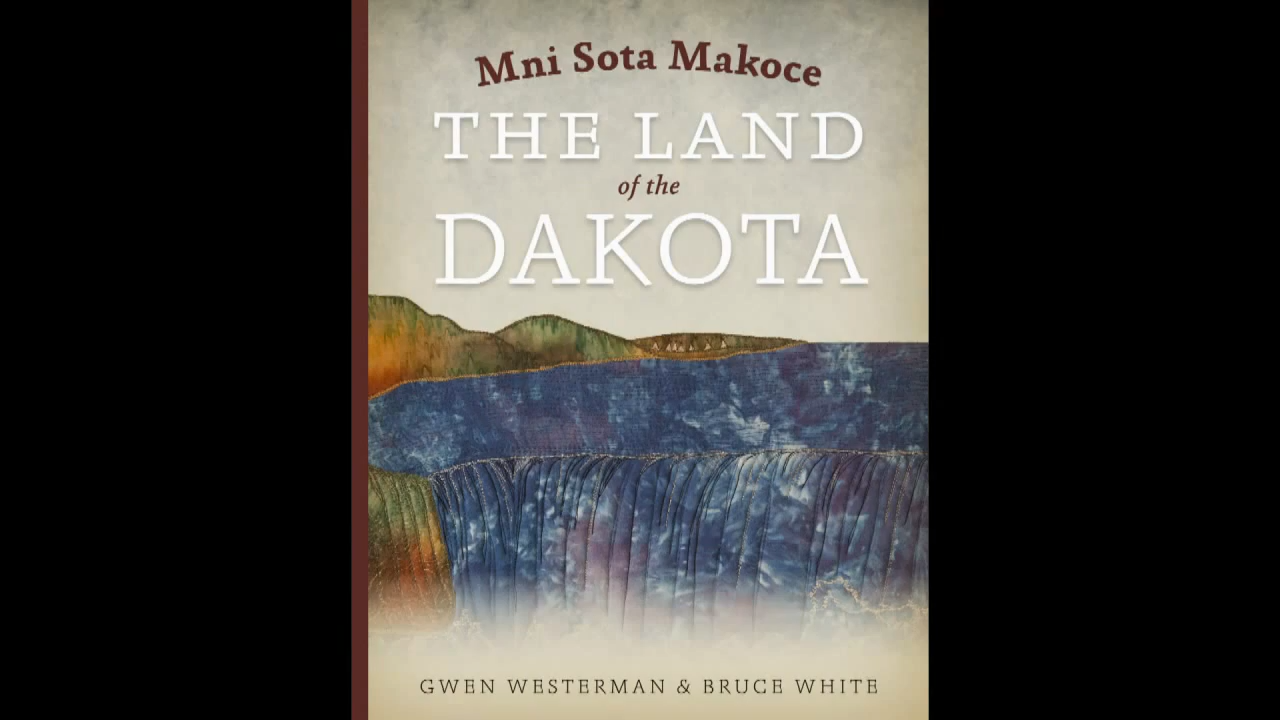 Mni Sota Makoce
THE LAND
of the
DAKOTA
GWEN WESTERMAN & BRUCE WHITE